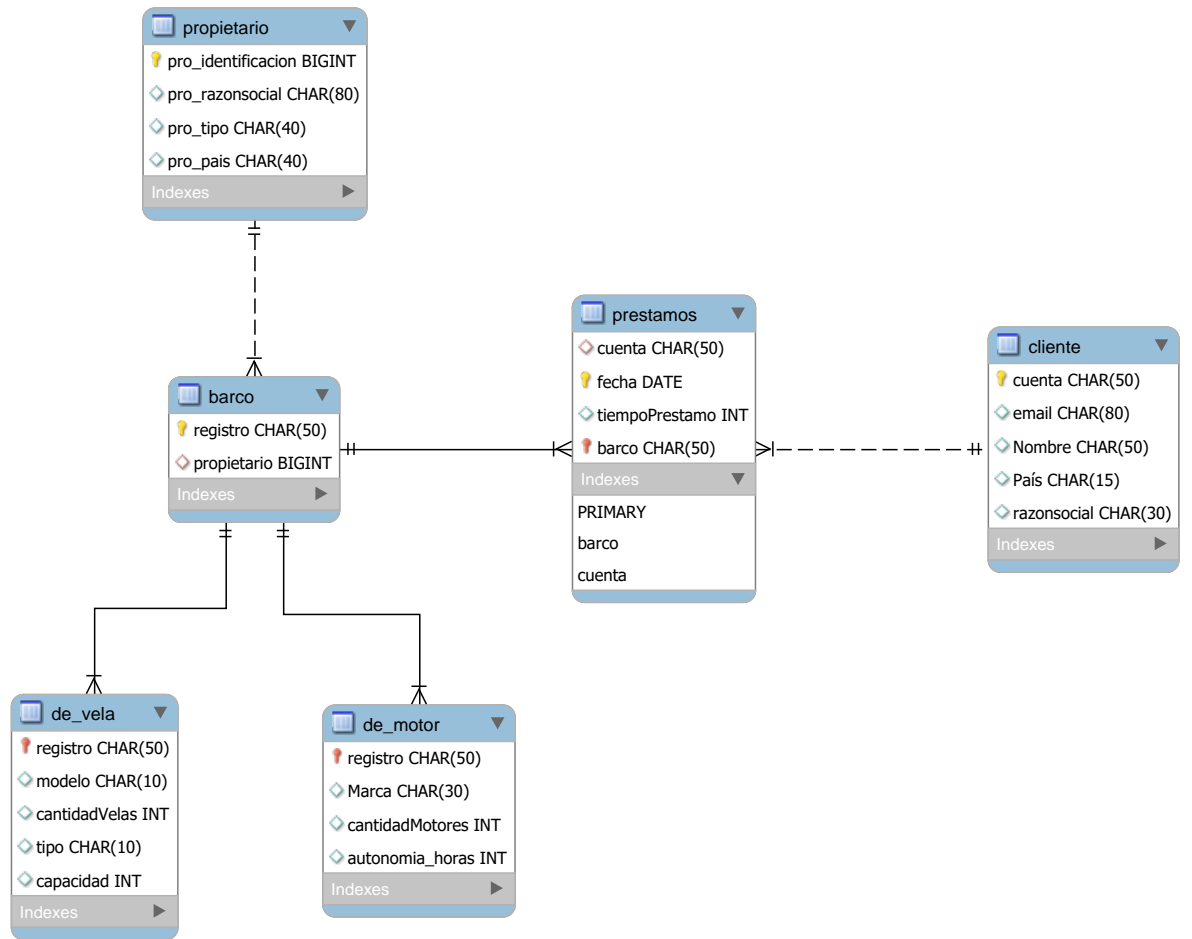 propietario
pro_identificacion BIGINT
pro_razonsocial CHAR(80)
pro_tipo CHAR(40)
pro_pais CHAR(40)
Indexes
barco
registro CHAR(50)
propietario BIGINT
Indexes
prestamos
cuenta CHAR(50)
fecha DATE
tiempoPrestamo INT
barco CHAR(50)
Indexes
PRIMARY
barco
cuenta
cliente
cuenta CHAR(50)
email CHAR(80)
Nombre CHAR(50)
País CHAR(15)
razonsocial CHAR(30)
Indexes
de_vela
registro CHAR(50)
modelo CHAR(10)
cantidadVelas INT
tipo CHAR(10)
capacidad INT
Indexes
de_motor
registro CHAR(50)
Marca CHAR(30)
cantidadMotores INT
autonomia_horas INT
Indexes